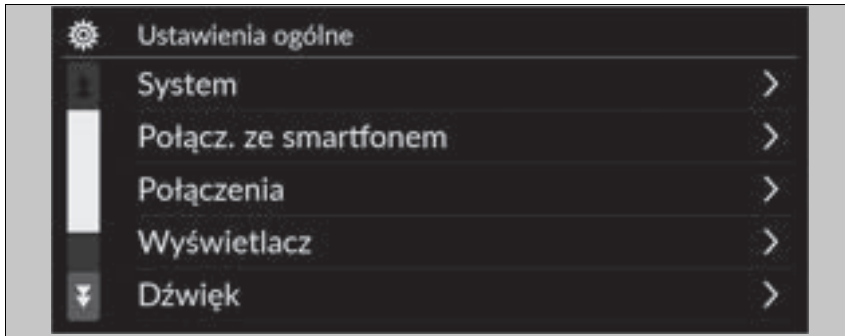 Ustawienia ogólne
System
Połącz. ze smartfonem
Połączenia
Wyświetlacz
Dźwięk